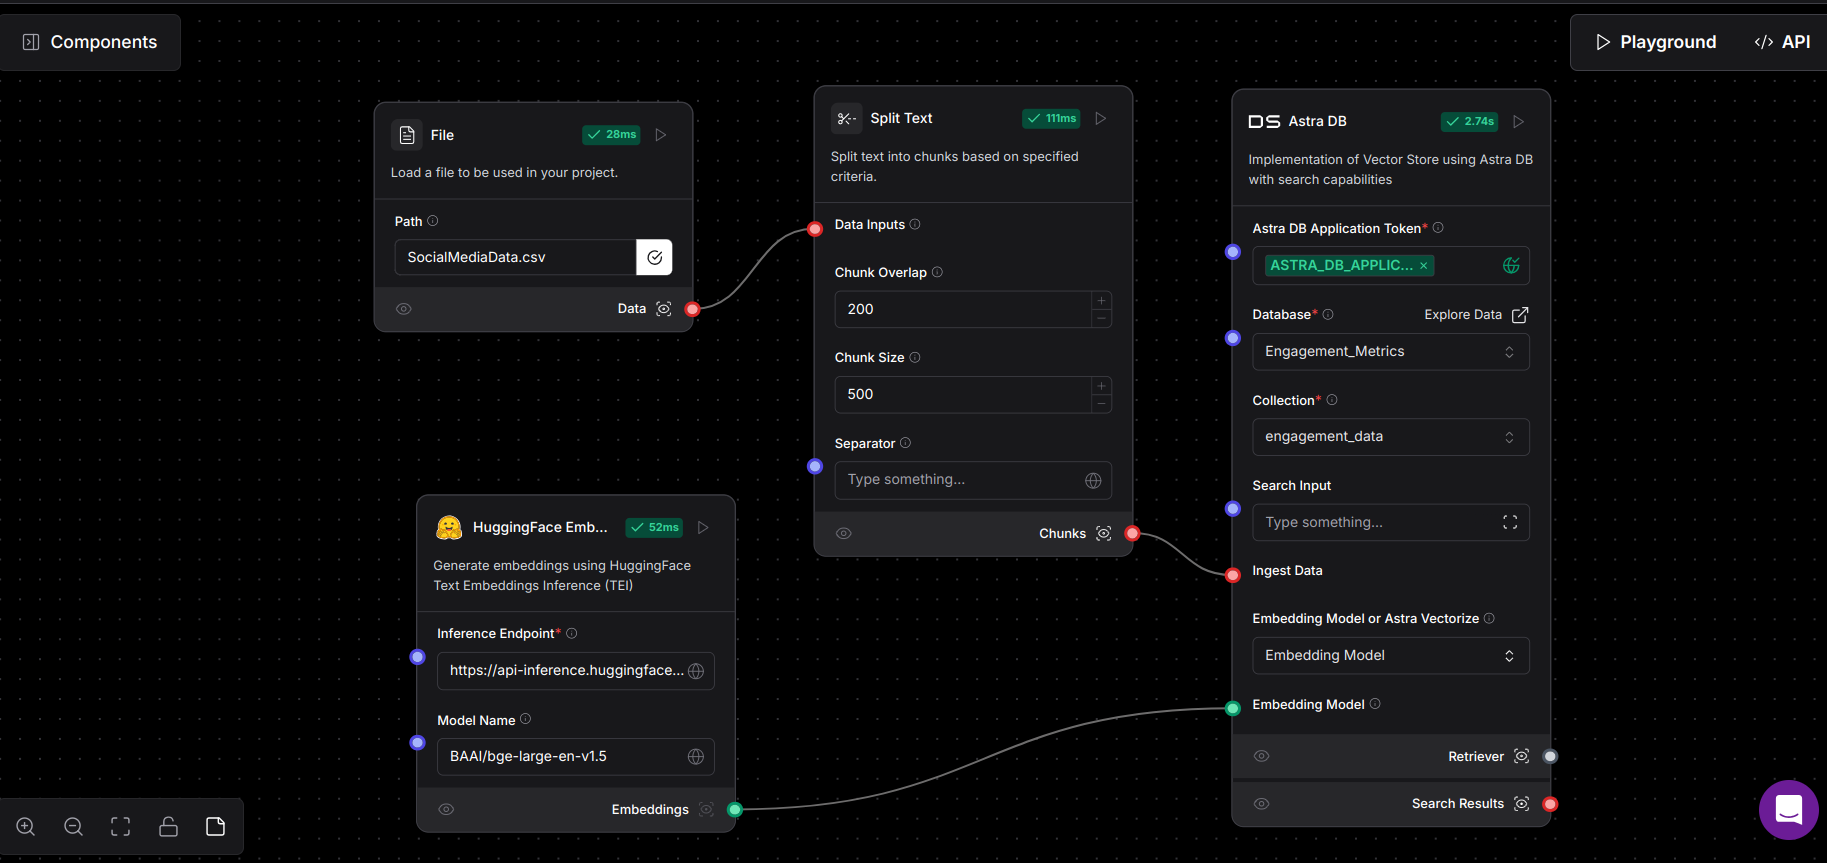 Components
Playground
</> API
File
28ms
Load a file to be used in your project.
Path
SocialMediaData.csv
Data
Split Text
111ms
Split text into chunks based on specified
criteria.
Data Inputs
Chunk Overlap
200
Chunk Size
500
Separator
Type something...
Chunks
HuggingFace Emb...
52ms
Generate embeddings using HuggingFace
Text Embeddings Inference (TEI)
Inference Endpoint*
https://api-inference.huggingface...
Model Name
BAAI/bge-large-en-v1.5
Embeddings
DS Astra DB
2.74s
Implementation of Vector Store using Astra DB
with search capabilities
Astra DB Application Token*
ASTRA_DB_APPLIC... ×
Database*
Explore Data
Engagement_Metrics
Collection*
engagement_data
Search Input
Type something...
Ingest Data
Embedding Model or Astra Vectorize
Embedding Model
Embedding Model
Retriever
Search Results